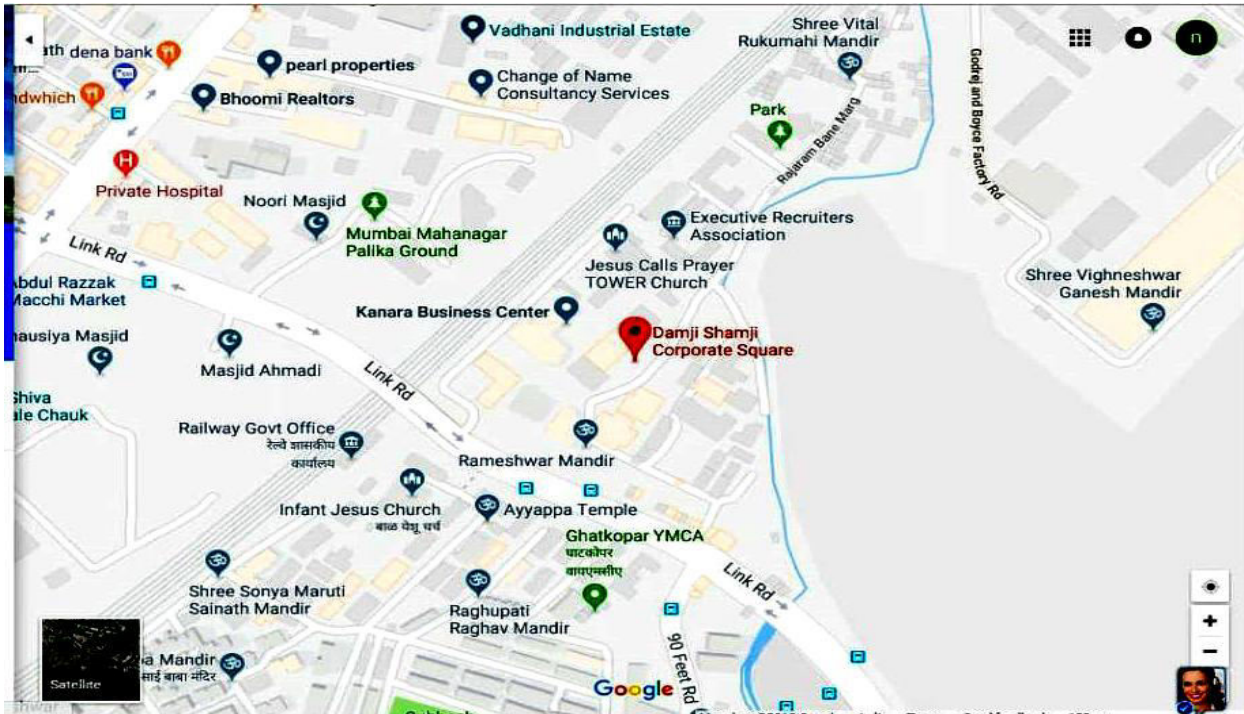 Vadhani Industrial Estate
Shree Vital
Rukumahi Mandir
n
ath dena bank
pearl properties
Change of Name
Consultancy Services
ndwhich
Bhoomi Realtors
Park
Godrej and Boyce Factory Rd
Rajaram Bane Marg
Private Hospital
Noori Masjid
Mumbai Mahanagar
Palika Ground
Executive Recruiters
Association
Link Rd
Jesus Calls Prayer
TOWER Church
Abdul Razzak
Macchi Market
Shree Vighneshwar
Ganesh Mandir
Kanara Business Center
Damji Shamji
Corporate Square
hausiya Masjid
Masjid Ahmadi
Link Rd
Shiva
ale Chauk
Railway Govt Office
रेल्वे शासकीय
कार्यालय
Rameshwar Mandir
Infant Jesus Church
बाळ येशू चर्च
Ayyappa Temple
Ghatkopar YMCA
घाटकोपर
वायएमसीए
Shree Sonya Maruti
Sainath Mandir
Raghupati
Raghav Mandir
Link Rd
90 Feet Rd
Mandir
साई बाबा मंदिर
Satellite
Google